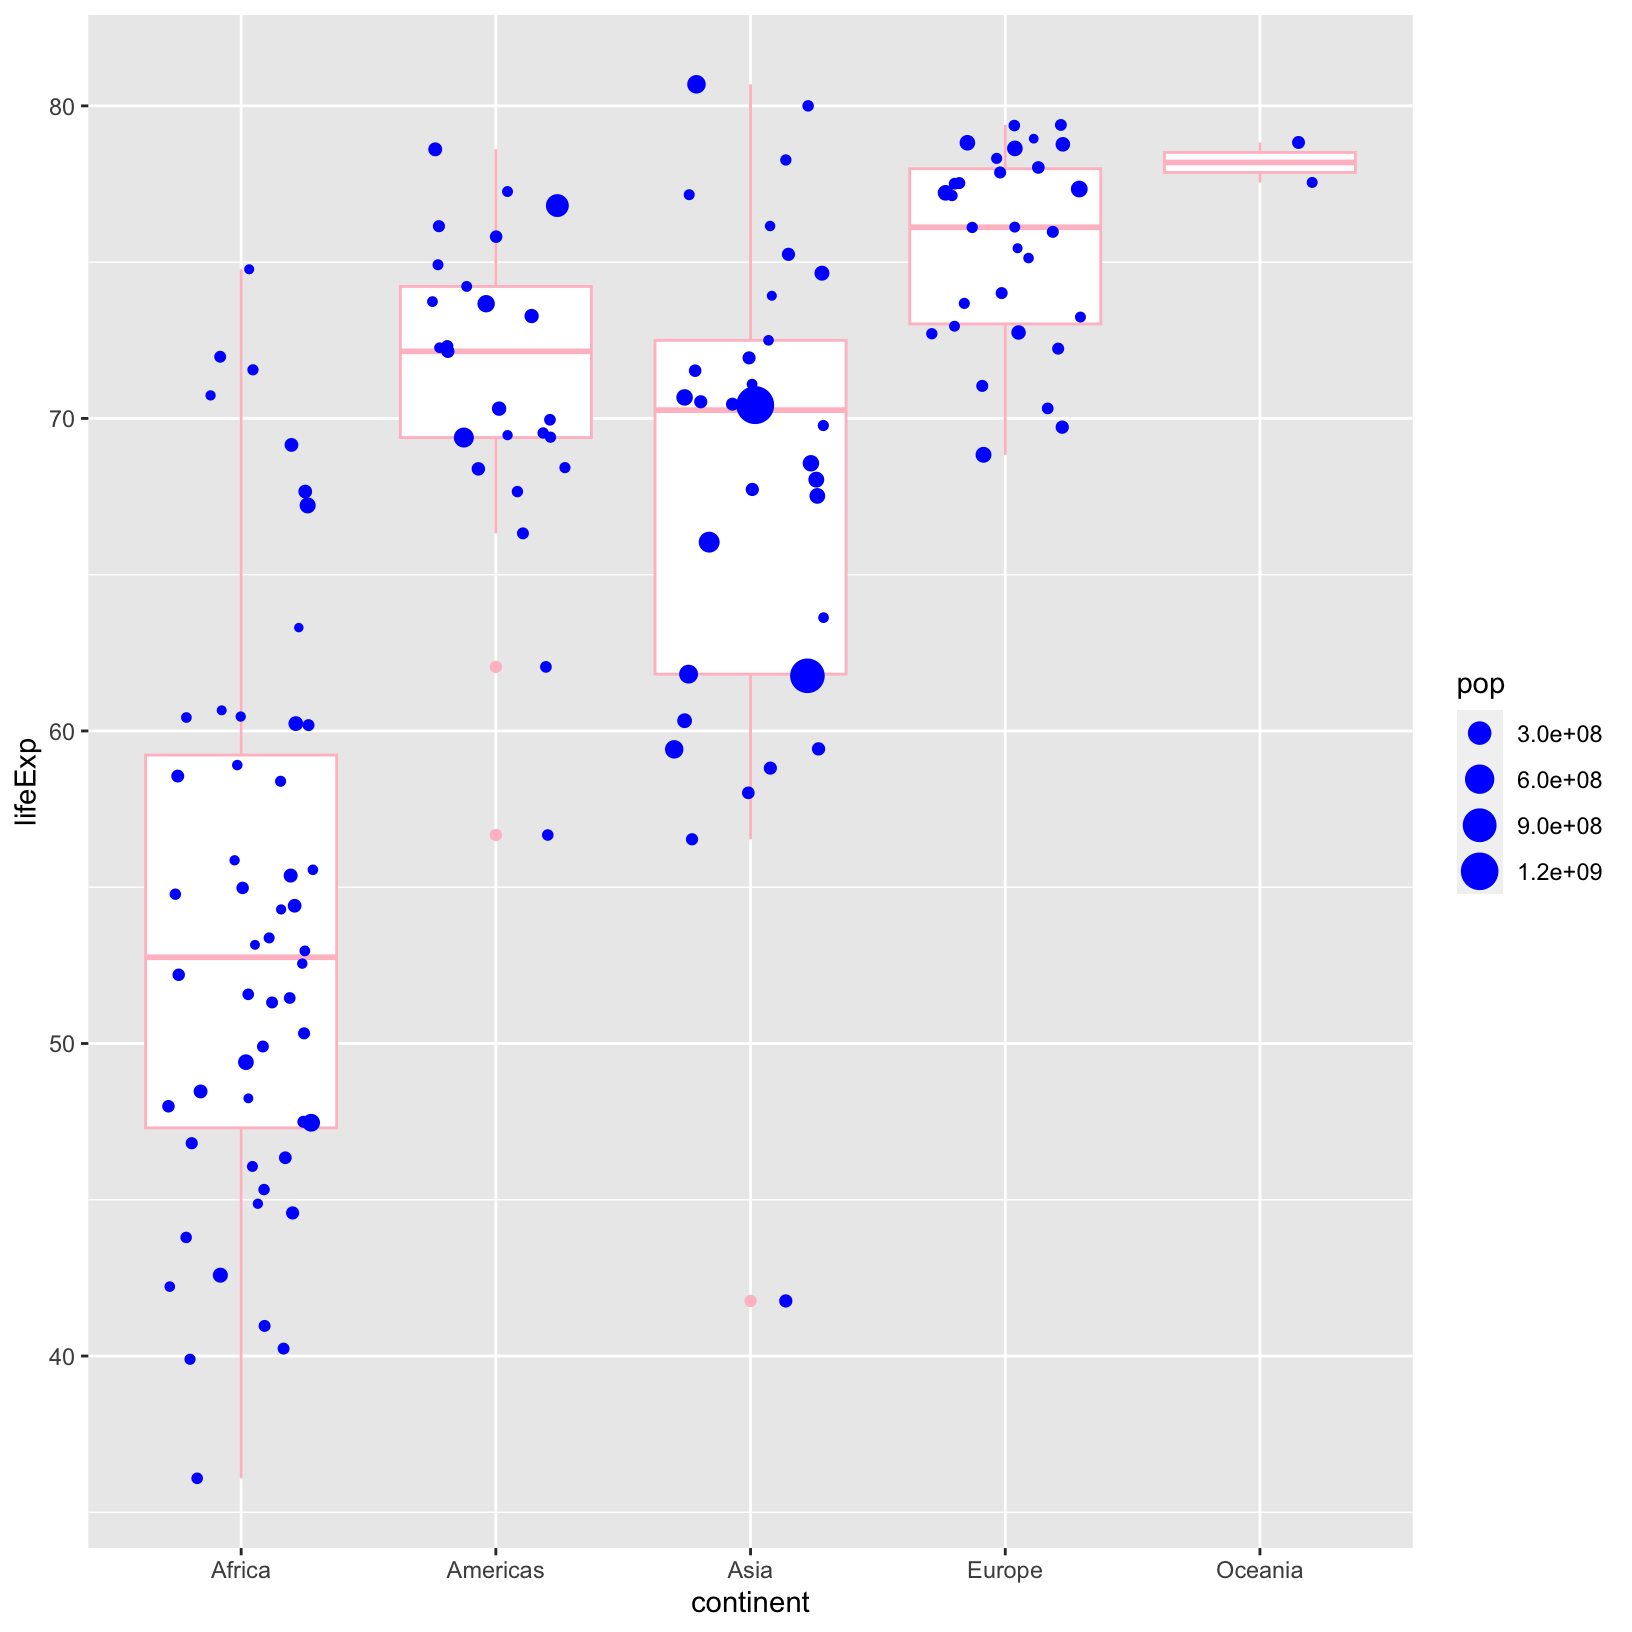 80
70
60
50
40
lifeExp
Africa
Americas
Asia
Europe
Oceania
continent
pop
3.0e+08
6.0e+08
9.0e+08
1.2e+09